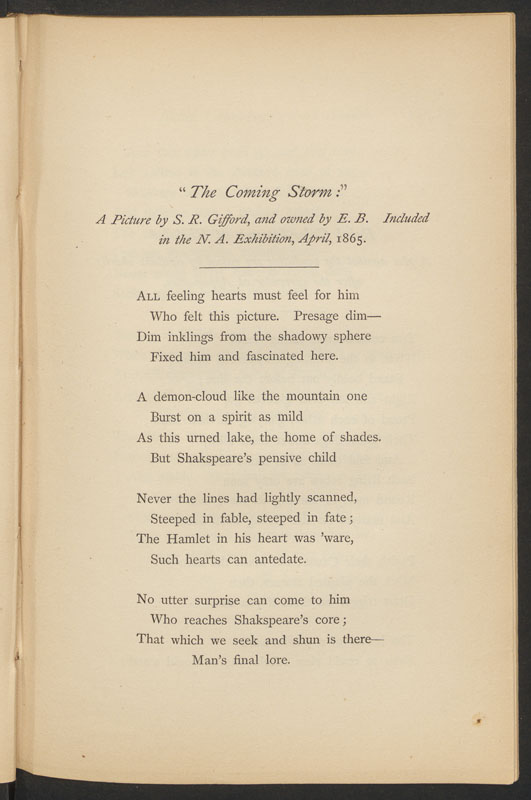 “The Coming Storm:”
A Picture by S. R. Gifford, and owned by E. B. Included
in the N. A. Exhibition, April, 1865.
ALL feeling hearts must feel for him
Who felt this picture. Presage dim—
Dim inklings from the shadowy sphere
Fixed him and fascinated here.
A demon-cloud like the mountain one
Burst on a spirit as mild
As this urned lake, the home of shades.
But Shakspeare’s pensive child
Never the lines had lightly scanned,
Steeped in fable, steeped in fate;
The Hamlet in his heart was ’ware,
Such hearts can antedate.
No utter surprise can come to him
Who reaches Shakspeare’s core;
That which we seek and shun is there—
Man’s final lore.